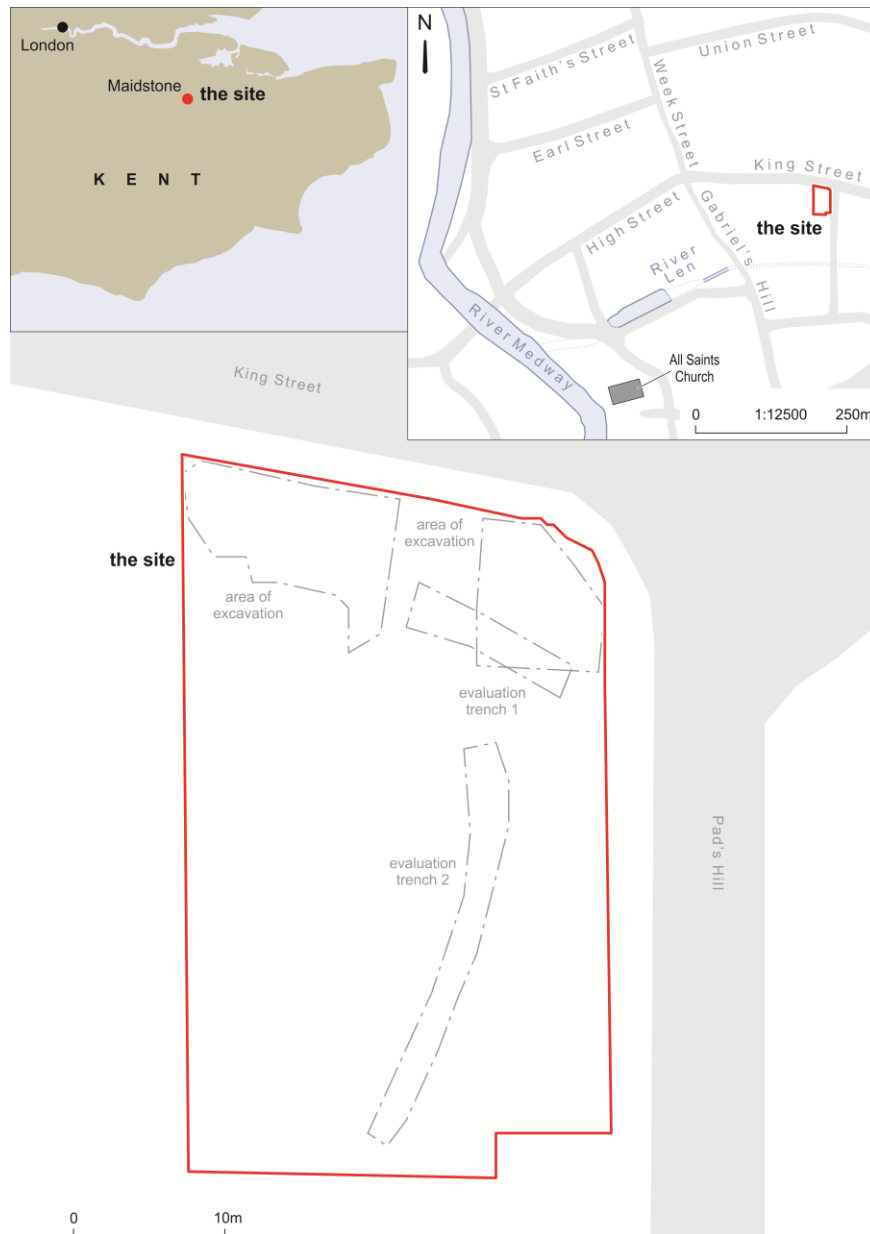 London
Maidstone
the site
K E N T
N
St Faith's Street
Union Street
Week Street
Earl Street
King Street
High Street
Gabriel's Hill
the site
River
Len
River Medway
All Saints
Church
0 1:12500 250m
King Street
the site
area of
excavation
area of
excavation
evaluation
trench 1
evaluation
trench 2
Pad's Hill
0 10m